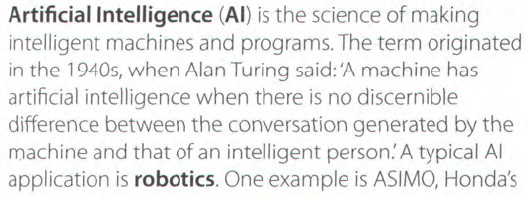 Artificial Intelligence (AI) is the science of making
intelligent machines and programs. The term originated
in the 1940s, when Alan Turing said: 'A machine has
artificial intelligence when there is no discernible
difference between the conversation generated by the
machine and that of an intelligent person.' A typical AI
application is robotics. One example is ASIMO, Honda's